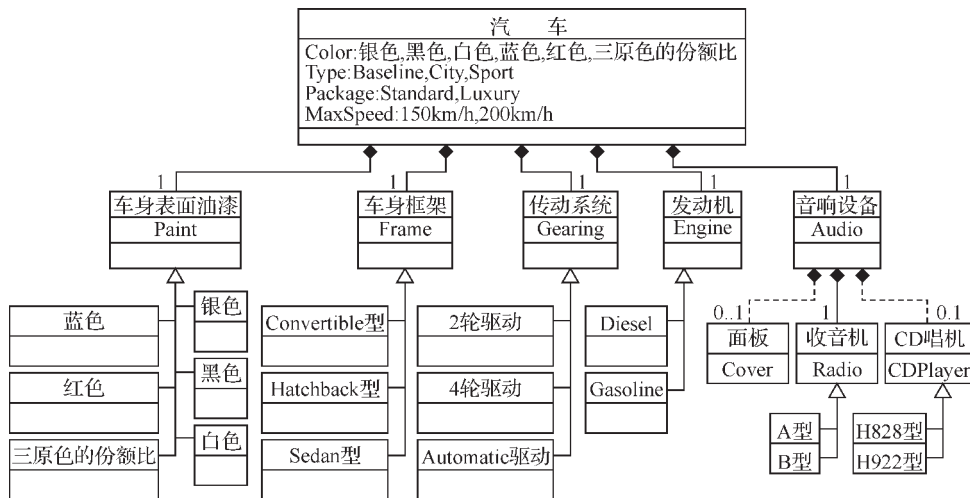 汽 车
Color:银色,黑色,白色,蓝色,红色,三原色的份额比
Type:Baseline,City,Sport
Package:Standard,Luxury
MaxSpeed:150km/h,200km/h
1
1
1
1
1
车身表面油漆
Paint
车身框架
Frame
传动系统
Gearing
发动机
Engine
音响设备
Audio
蓝色
银色
红色
黑色
三原色的份额比
白色
Convertible型
Hatchback型
Sedan型
2轮驱动
4轮驱动
Automatic驱动
Diesel
Gasoline
0..1
1
0.1
面板
Cover
收音机
Radio
CD唱机
CDPlayer
A型
B型
H828型
H922型